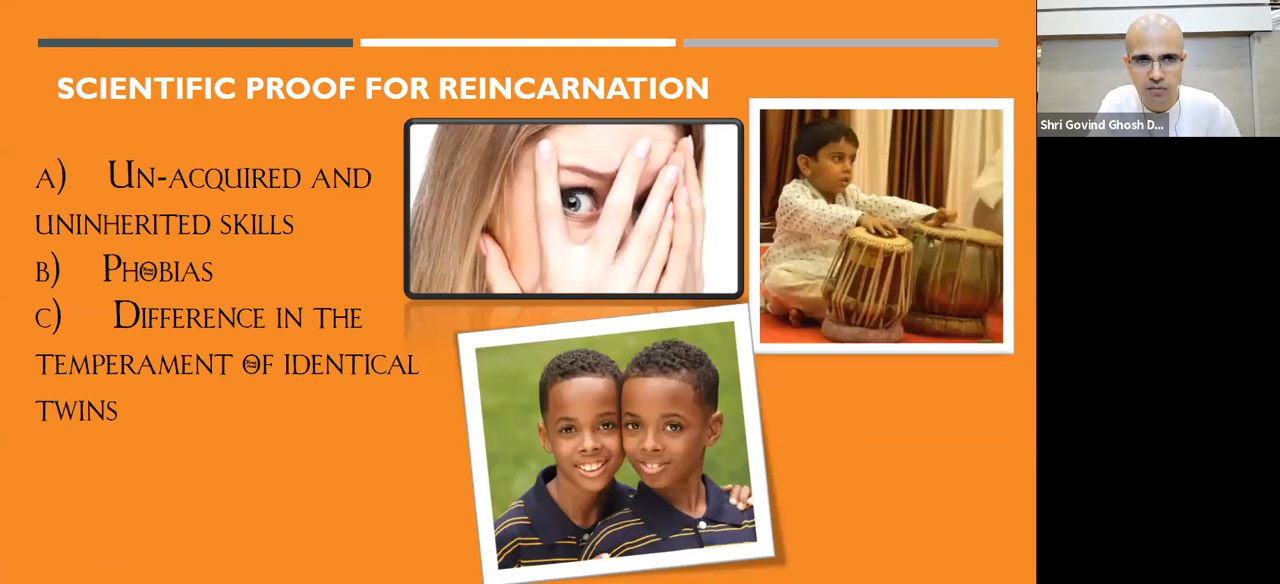 SCIENTIFIC PROOF FOR REINCARNATION
A) UN-ACQUIRED AND
UNINHERITED SKILLS
B) PHOBIAS
C) DIFFERENCE IN THE
TEMPERAMENT OF IDENTICAL
TWINS
Shri Govind Ghosh D...